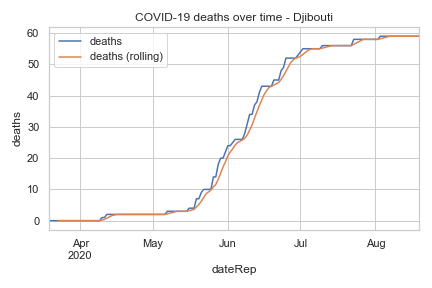 COVID-19 deaths over time - Djibouti
deaths
deaths (rolling)
60
50
40
30
20
10
0
deaths
Apr
2020
May
Jun
Jul
Aug
dateRep